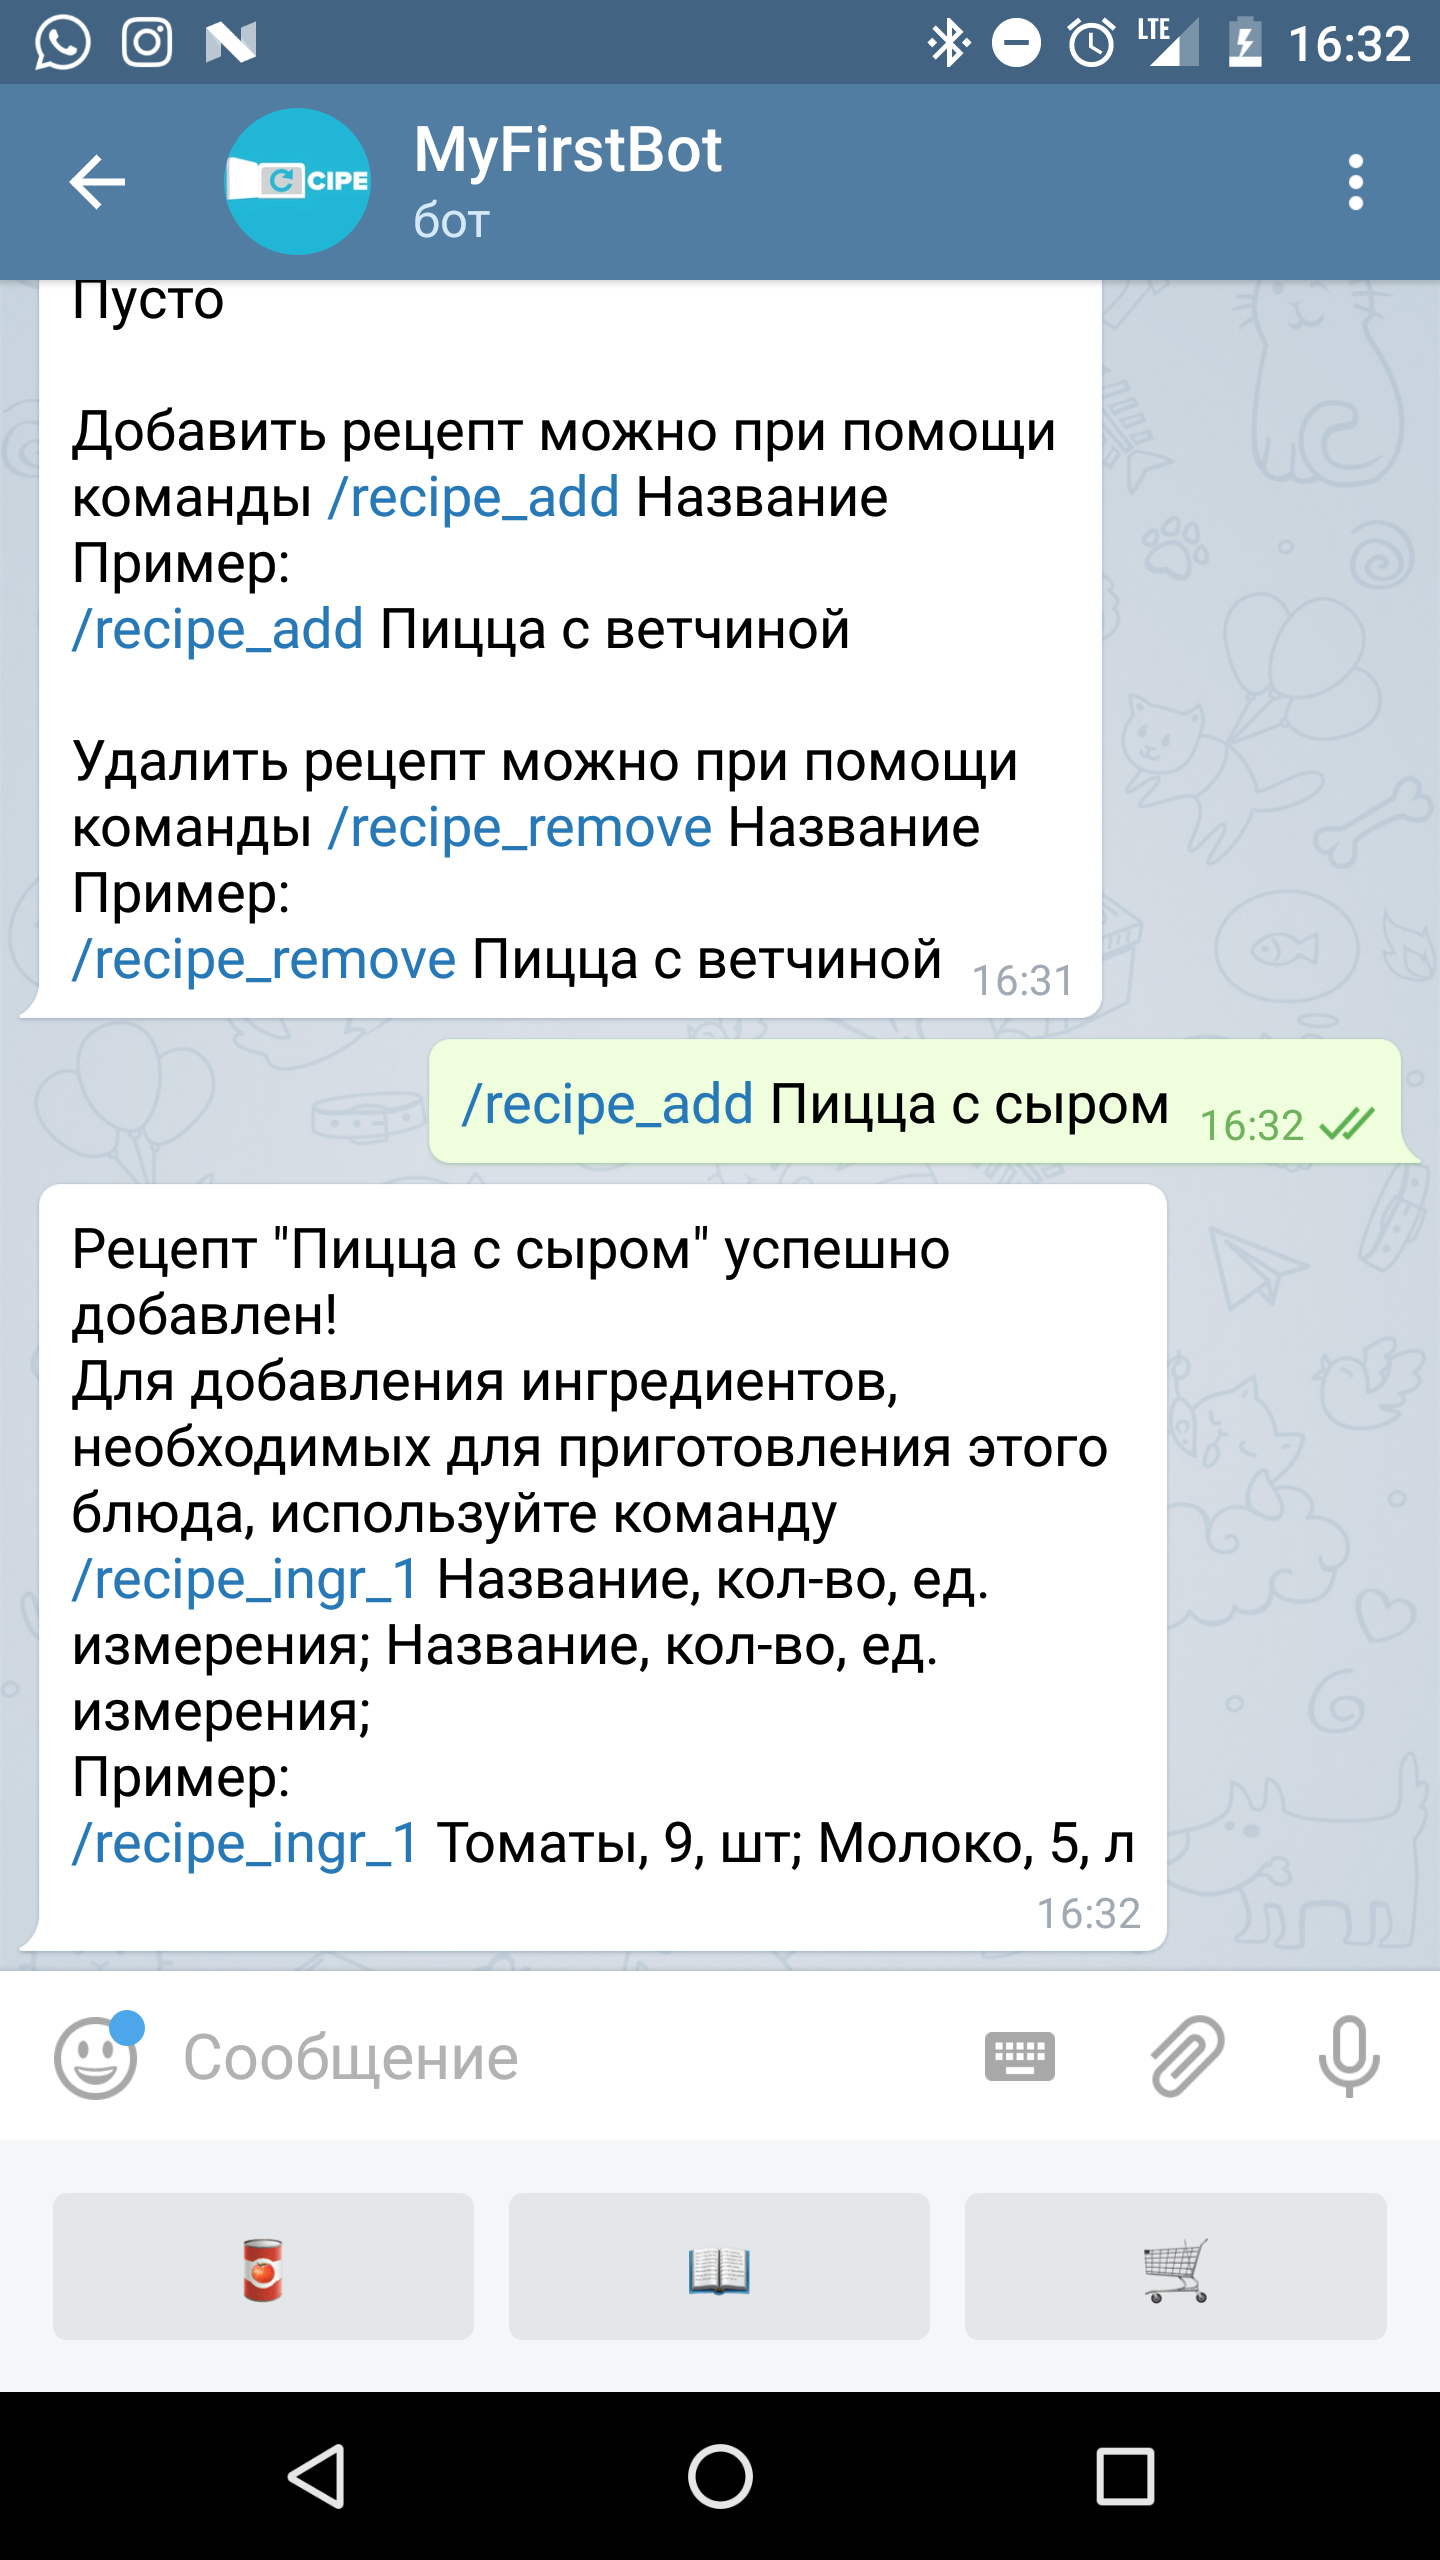 LTE 16:32
CIPE
MyFirstBot
бот
Пусто
Добавить рецепт можно при помощи
команды /recipe_add Название
Пример:
/recipe_add Пицца с ветчиной
Удалить рецепт можно при помощи
команды /recipe_remove Название
Пример:
/recipe_remove Пицца с ветчиной 16:31
/recipe_add Пицца с сыром 16:32
Рецепт "Пицца с сыром" успешно
добавлен!
Для добавления ингредиентов,
необходимых для приготовления этого
блюда, используйте команду
/recipe_ingr_1 Название, кол-во, ед.
измерения; Название, кол-во, ед.
измерения;
Пример:
/recipe_ingr_1 Томаты, 9, шт; Молоко, 5, л
16:32
Сообщение